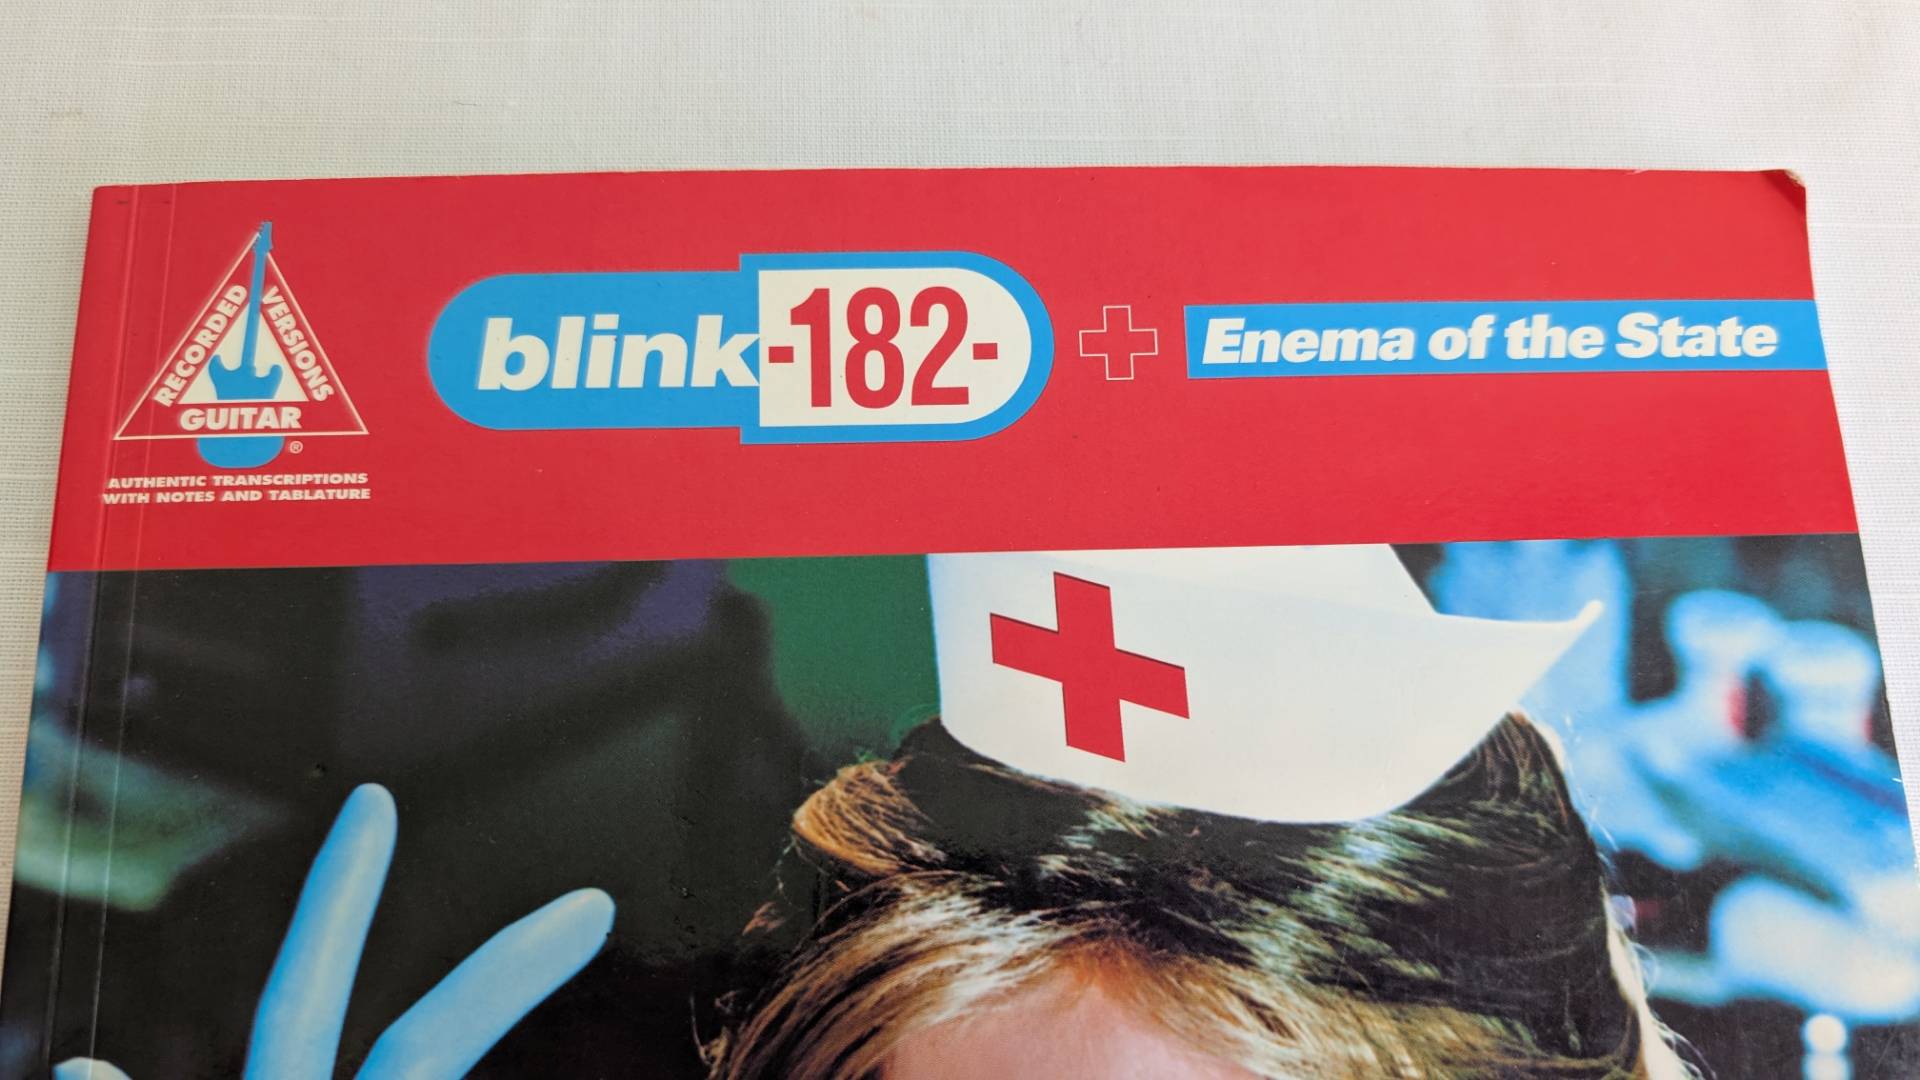 RECORDED VERSIONS
GUITAR
®
AUTHENTIC TRANSCRIPTIONS
WITH NOTES AND TABLATURE
blink-182-
Enema of the State